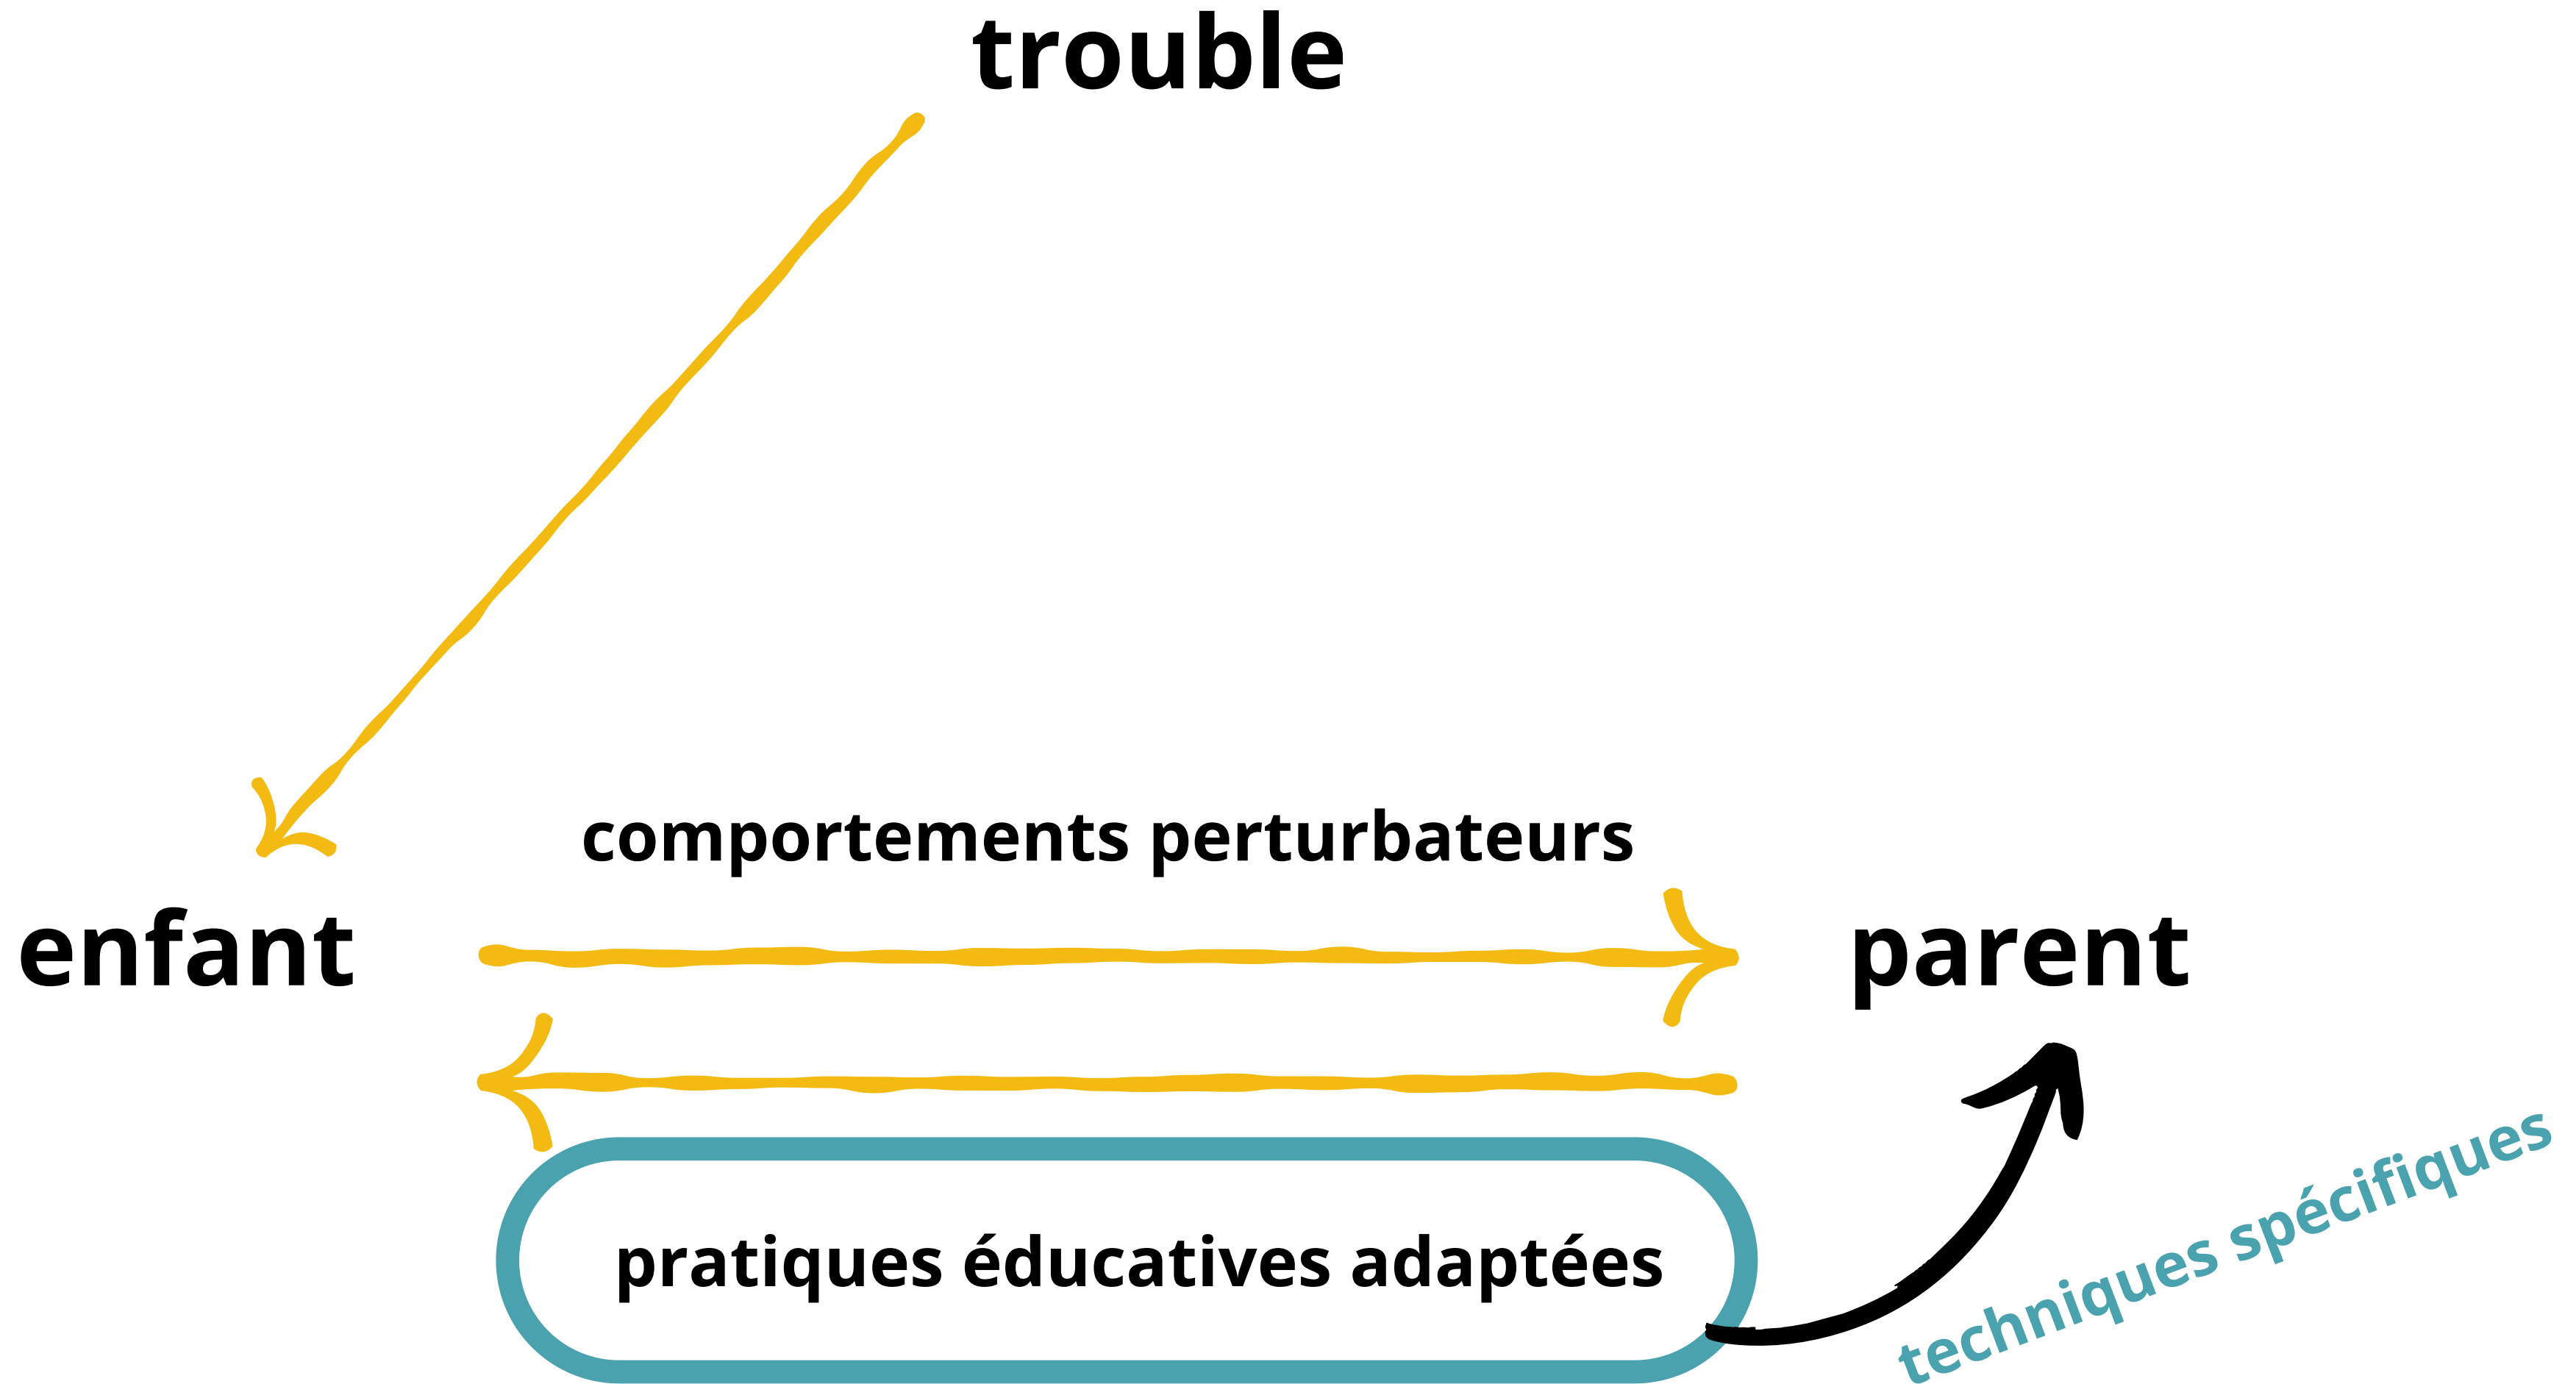 trouble
comportements perturbateurs
enfant
parent
pratiques éducatives adaptées
techniques spécifiques